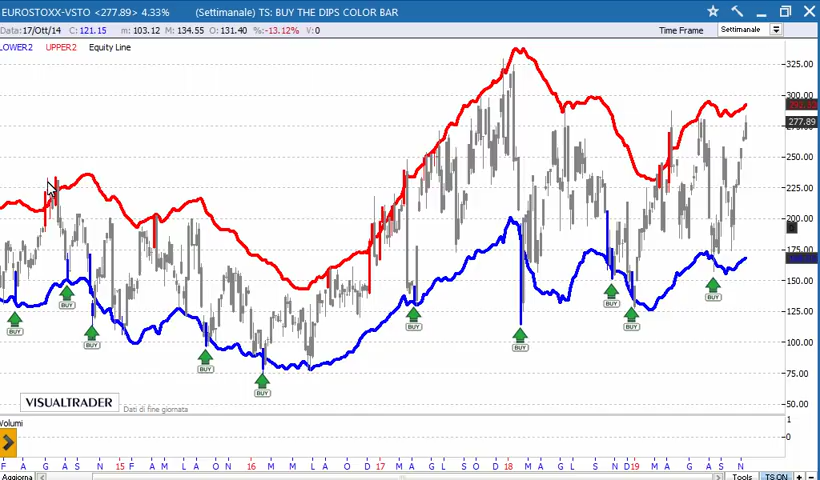 EUROSTOXX-VSTO <277.89> 4.33% (Settimanale) TS: BUY THE DIPS COLOR BAR
Data:17/Ott/14 C: 121.15 m: 103.12 M: 134.55 O: 131.40 %:-13.12% V:0 Time Frame Settimanale
LOWER2 UPPER2 Equity Line
325.00
300.00
277.89
275.00
250.00
225.00
200.00
175.00
150.00
125.00
100.00
75.00
50.00
BUY
BUY
BUY
BUY
BUY
BUY
BUY
BUY
BUY
BUY
VISUALTRADER Dati di fine giornata
Volumi
1
0
F A G A S N 15 F A M L A O N 16 F A M L A O D 17 M A G L S O D 18 M A G L S N D 19 M A G A S N
Aggiorna Tools TS ON